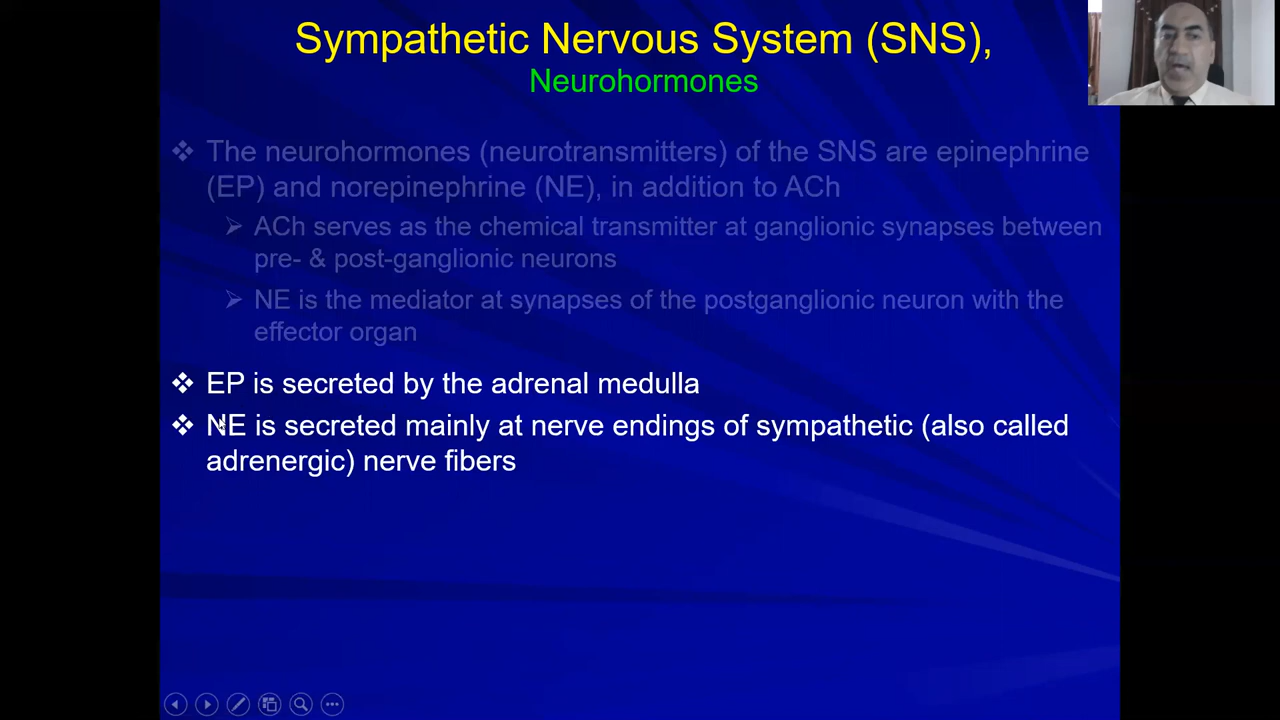 Sympathetic Nervous System (SNS),
Neurohormones
The neurohormones (neurotransmitters) of the SNS are epinephrine
(EP) and norepinephrine (NE), in addition to ACh
ACh serves as the chemical transmitter at ganglionic synapses between
pre- & post-ganglionic neurons
NE is the mediator at synapses of the postganglionic neuron with the
effector organ
EP is secreted by the adrenal medulla
NE is secreted mainly at nerve endings of sympathetic (also called
adrenergic) nerve fibers